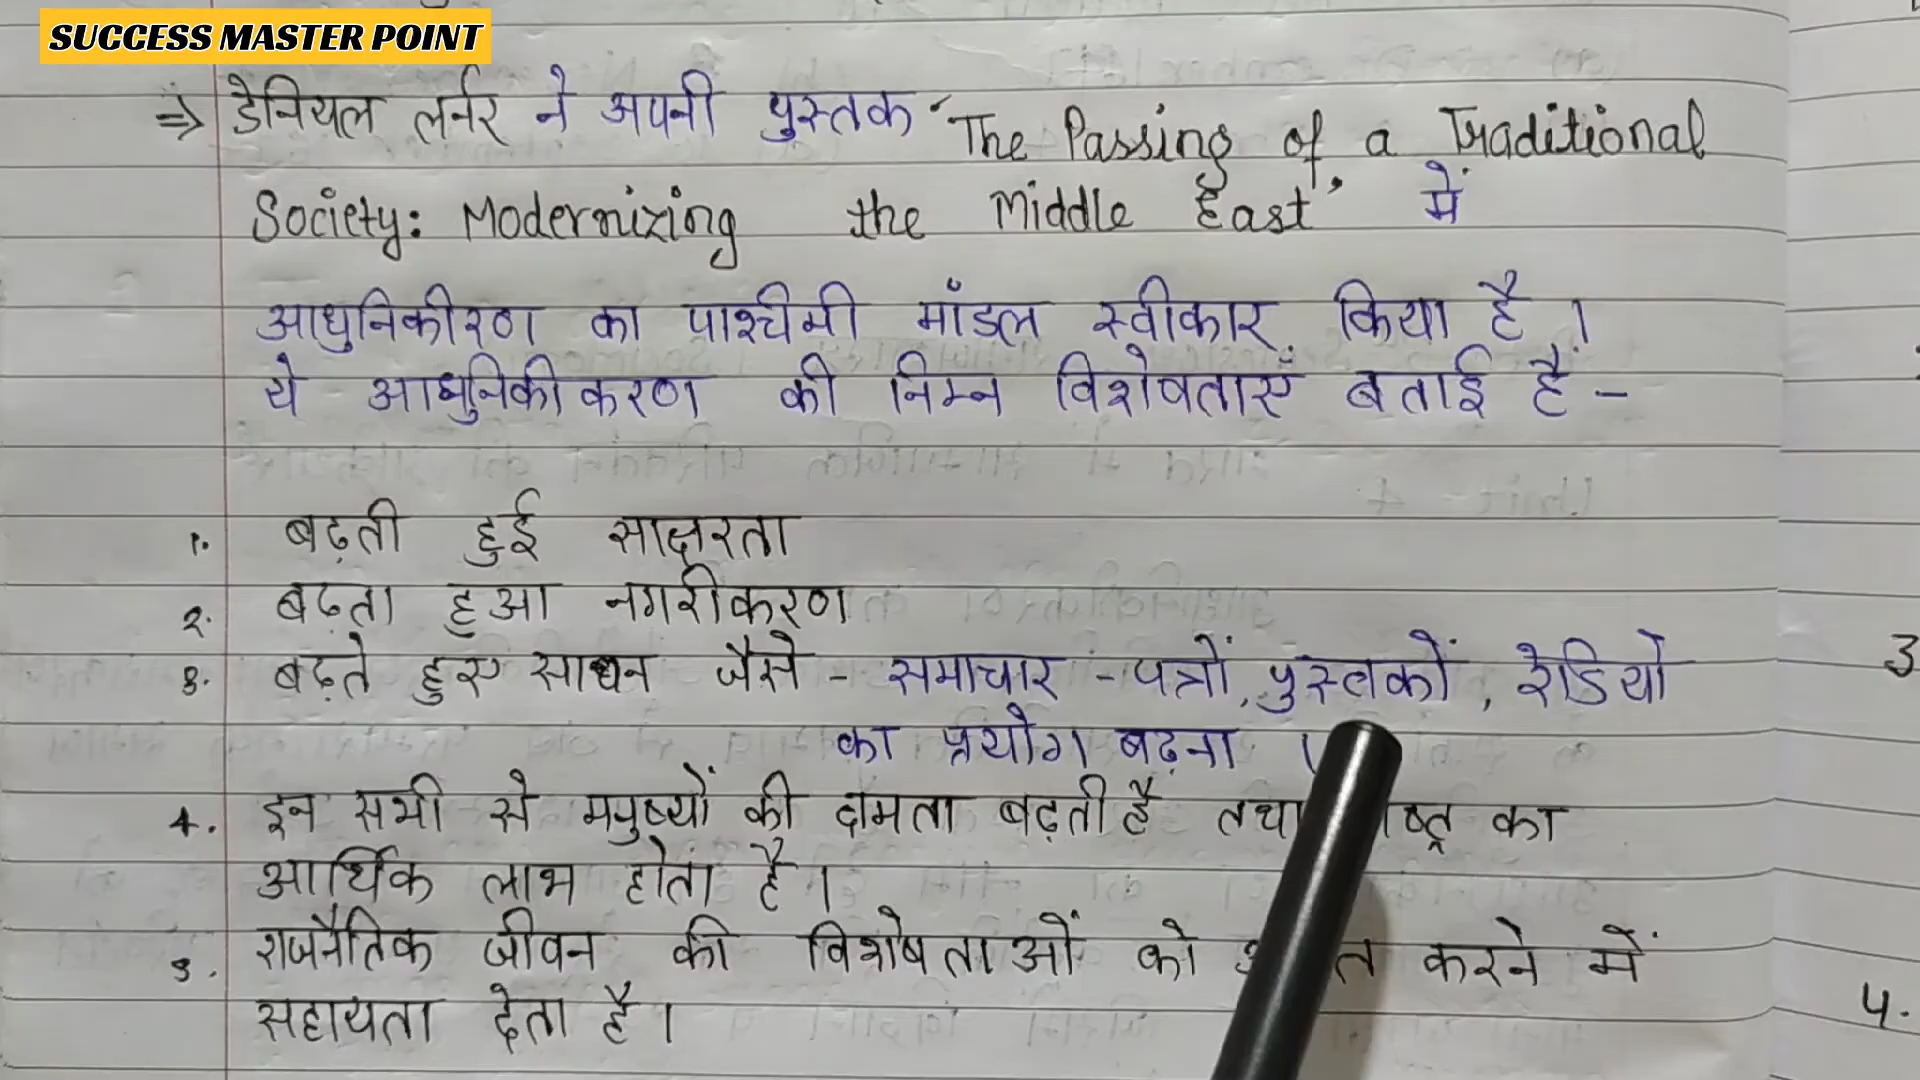 SUCCESS MASTER POINT
⇒ डेनियल लर्नर ने अपनी पुस्तक 'The Passing of a Traditional
Society: Modernizing the Middle East' में
आधुनिकीरण का पाश्चीमी मॉडल स्वीकार किया है ।
ये आधुनिकीकरण की निम्न विशेषताएँ बताई है -
1. बढ़ती हुई साक्षरता
2. बढ़ता हुआ नगरीकरण
3. बढ़ते हुए साधन जैसे - समाचार - पत्रों, पुस्तकों, रेडियो
3
का प्रयोग बढ़ना ।
4. इन सभी से मनुष्यों की क्षमता बढ़ती है तथा का
आर्थिक लाभ होता है ।
5. राजनैतिक जीवन की विशेषताओं को करने में
सहायता देता है ।
4.